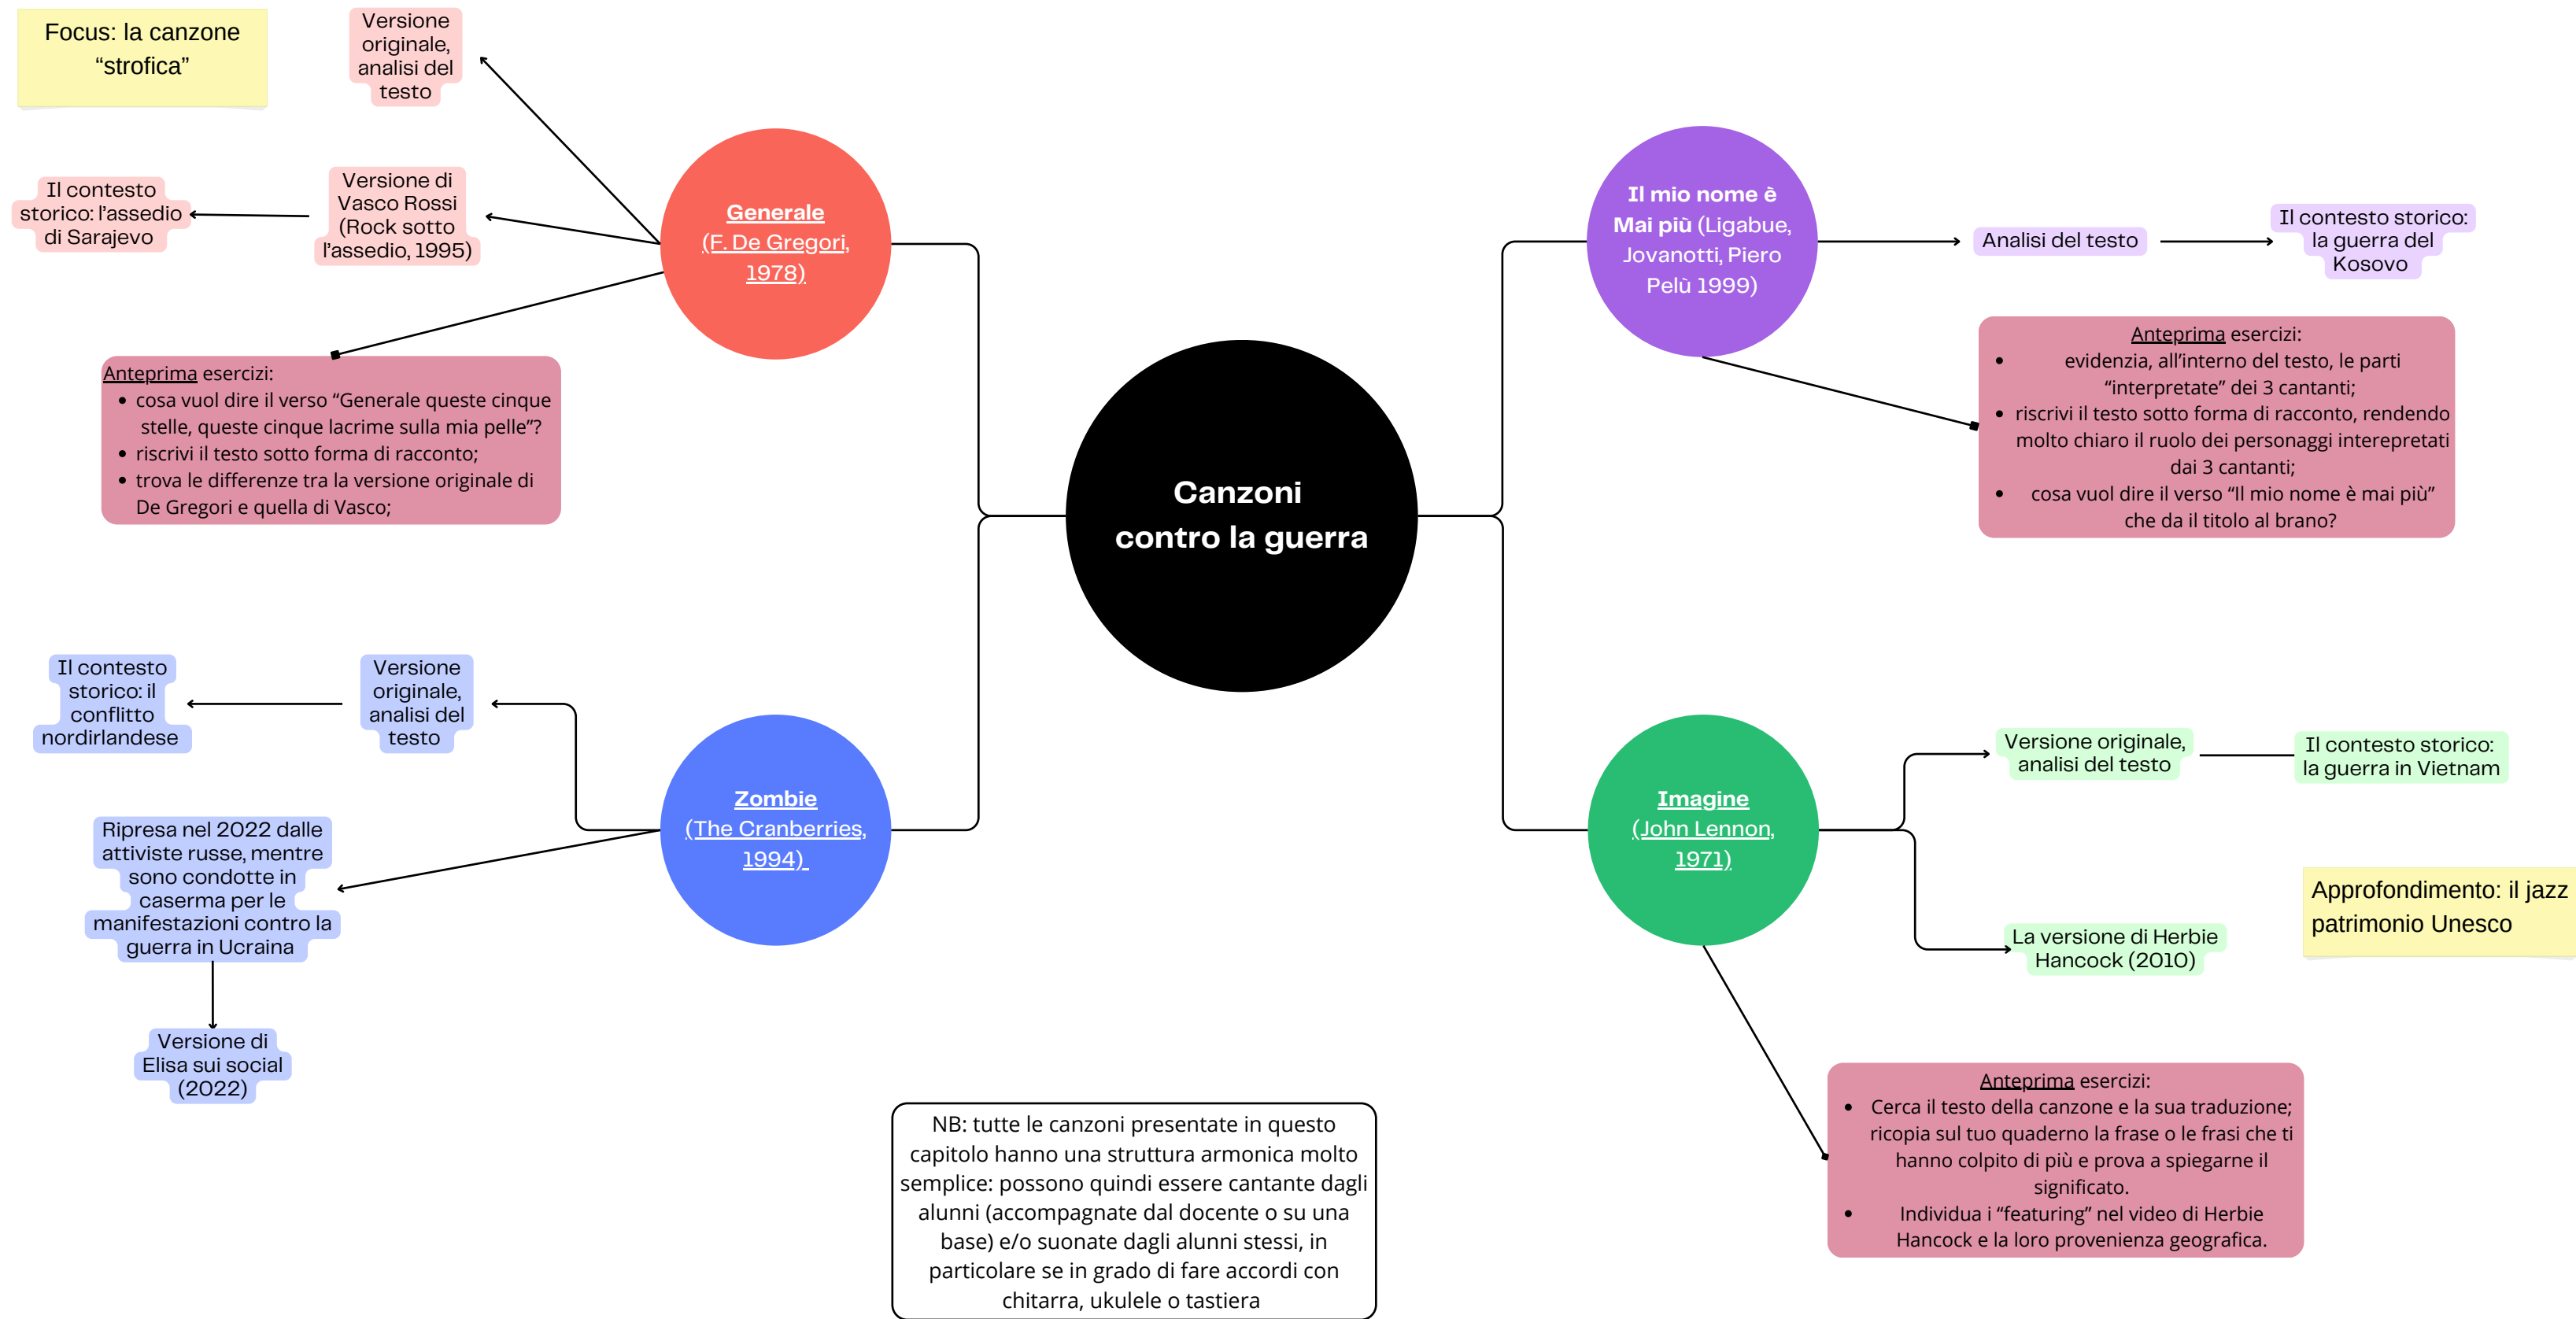 Focus: la canzone
“strofica”
Versione
originale,
analisi del
testo
Il contesto
storico: l’assedio
di Sarajevo
Versione di
Vasco Rossi
(Rock sotto
l’assedio, 1995)
Generale
(F. De Gregori,
1978)
Anteprima esercizi:
• cosa vuol dire il verso “Generale queste cinque
stelle, queste cinque lacrime sulla mia pelle”?
• riscrivi il testo sotto forma di racconto;
• trova le differenze tra la versione originale di
De Gregori e quella di Vasco;
Canzoni
contro la guerra
Il mio nome è
Mai più (Ligabue,
Jovanotti, Piero
Pelù 1999)
Analisi del testo
Il contesto storico:
la guerra del
Kosovo
Anteprima esercizi:
• evidenzia, all’interno del testo, le parti
“interpretate” dei 3 cantanti;
• riscrivi il testo sotto forma di racconto, rendendo
molto chiaro il ruolo dei personaggi interepretati
dai 3 cantanti;
• cosa vuol dire il verso “Il mio nome è mai più”
che da il titolo al brano?
Il contesto
storico: il
conflitto
nordirlandese
Versione
originale,
analisi del
testo
Zombie
(The Cranberries,
1994)
Ripresa nel 2022 dalle
attiviste russe, mentre
sono condotte in
caserma per le
manifestazioni contro la
guerra in Ucraina
Versione di
Elisa sui social
(2022)
Imagine
(John Lennon,
1971)
Versione originale,
analisi del testo
Il contesto storico:
la guerra in Vietnam
La versione di Herbie
Hancock (2010)
Approfondimento: il jazz
patrimonio Unesco
Anteprima esercizi:
• Cerca il testo della canzone e la sua traduzione;
ricopia sul tuo quaderno la frase o le frasi che ti
hanno colpito di più e prova a spiegarne il
significato.
• Individua i “featuring” nel video di Herbie
Hancock e la loro provenienza geografica.
NB: tutte le canzoni presentate in questo
capitolo hanno una struttura armonica molto
semplice: possono quindi essere cantante dagli
alunni (accompagnate dal docente o su una
base) e/o suonate dagli alunni stessi, in
particolare se in grado di fare accordi con
chitarra, ukulele o tastiera